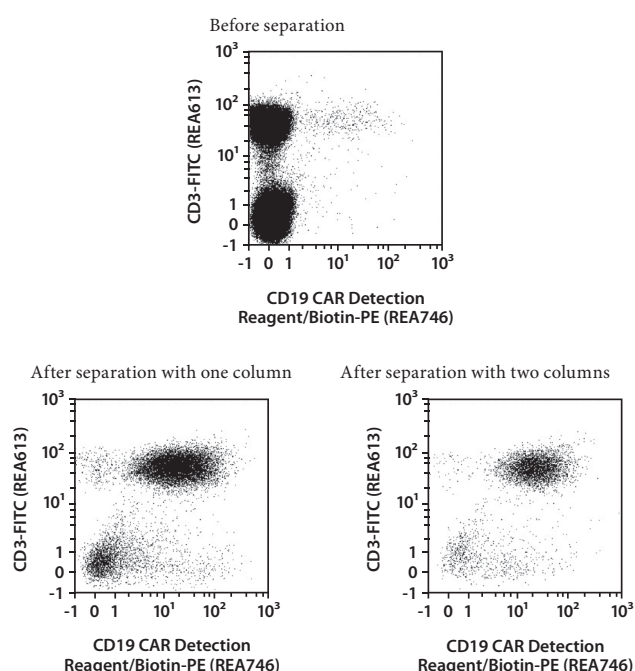 Before separation
10³
10²
10¹
1
0
-1
CD3-FITC (REA613)
-1 0 1 10¹ 10² 10³
CD19 CAR Detection
Reagent/Biotin-PE (REA746)
After separation with one column
10³
10²
10¹
1
0
-1
CD3-FITC (REA613)
-1 0 1 10¹ 10² 10³
CD19 CAR Detection
Reagent/Biotin-PE (REA746)
After separation with two columns
10³
10²
10¹
1
0
-1
CD3-FITC (REA613)
-1 0 1 10¹ 10² 10³
CD19 CAR Detection
Reagent/Biotin-PE (REA746)